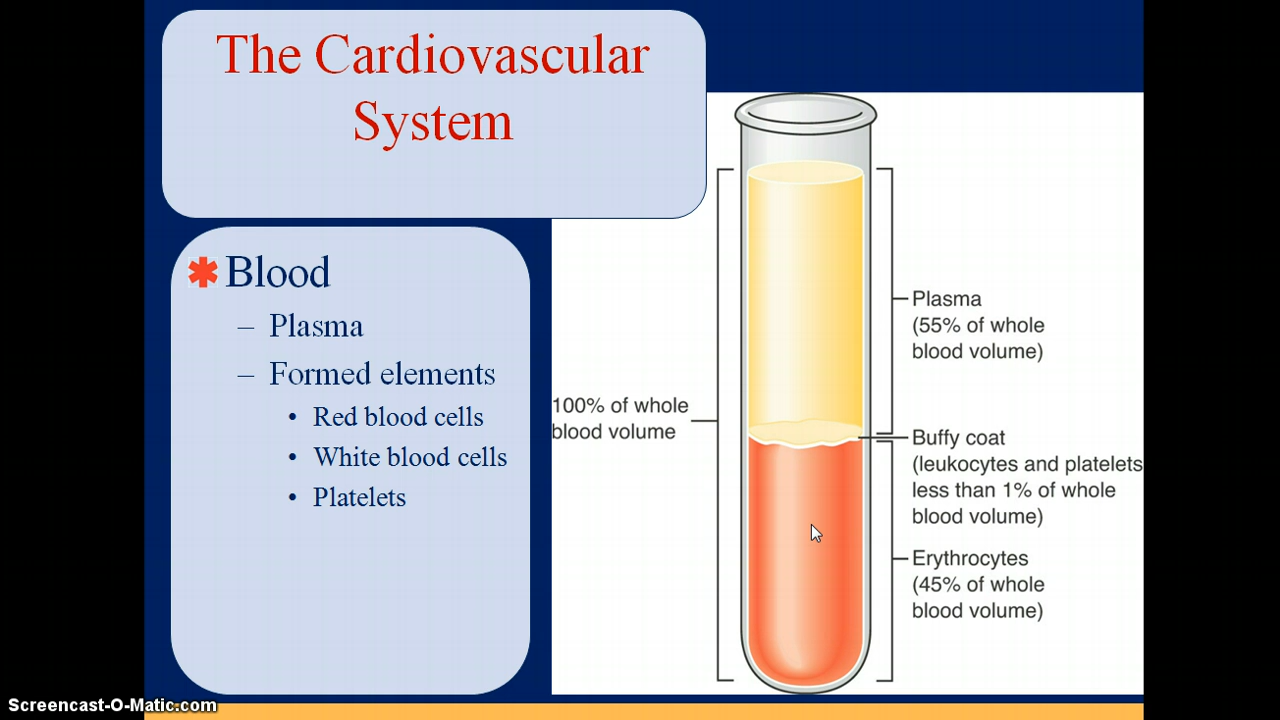 The Cardiovascular
System
✱ Blood
– Plasma
– Formed elements
• Red blood cells
• White blood cells
• Platelets
100% of whole
blood volume
Plasma
(55% of whole
blood volume)
Buffy coat
(leukocytes and platelets
less than 1% of whole
blood volume)
Erythrocytes
(45% of whole
blood volume)
Screencast-O-Matic.com